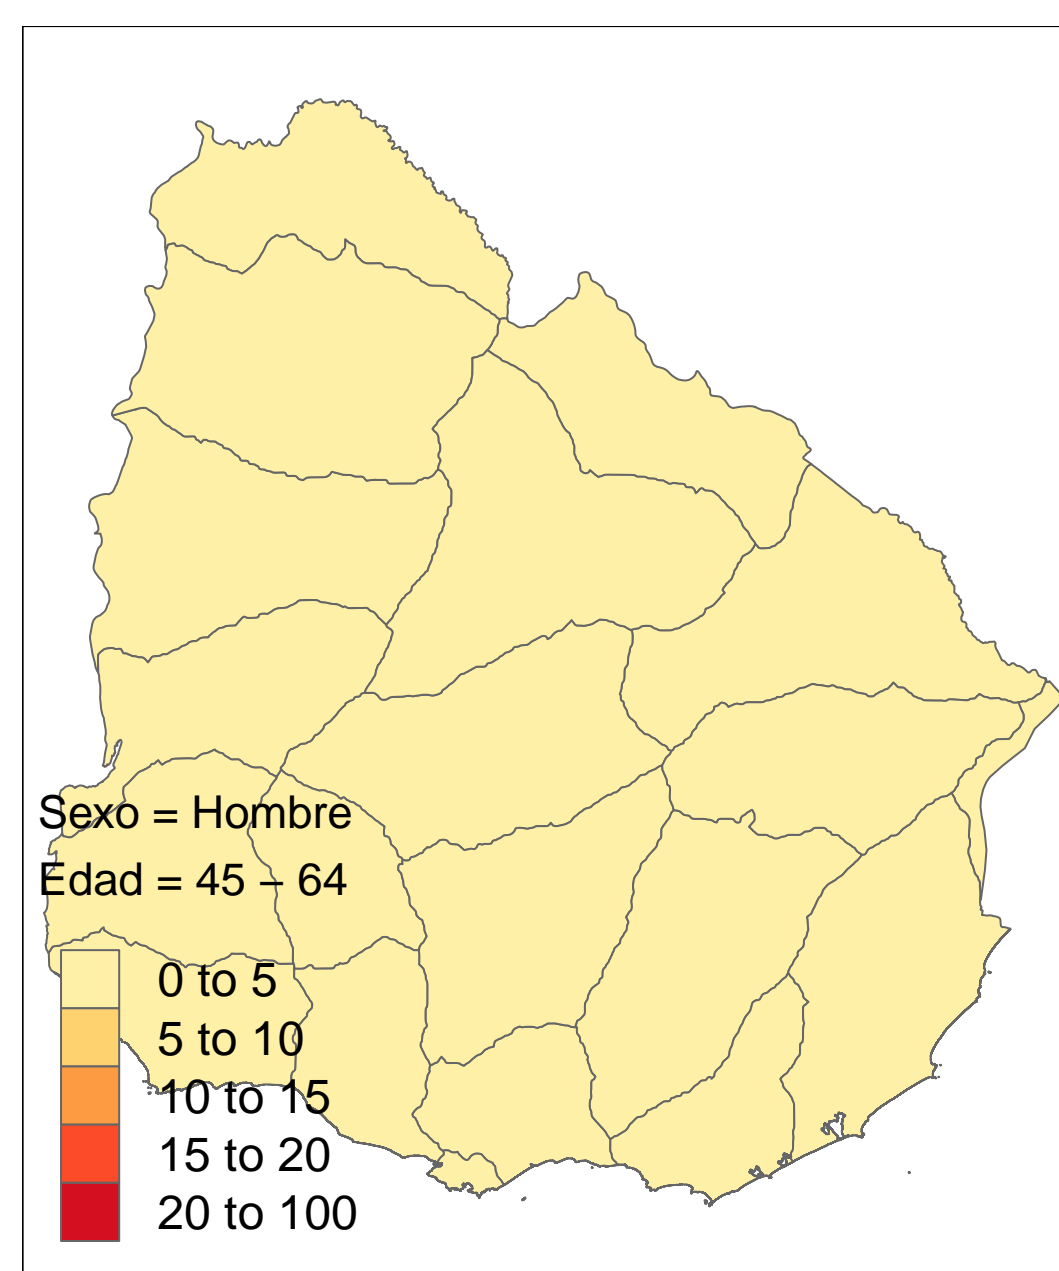 Sexo = Hombre
Edad = 45 – 64
0 to 5
5 to 10
10 to 15
15 to 20
20 to 100